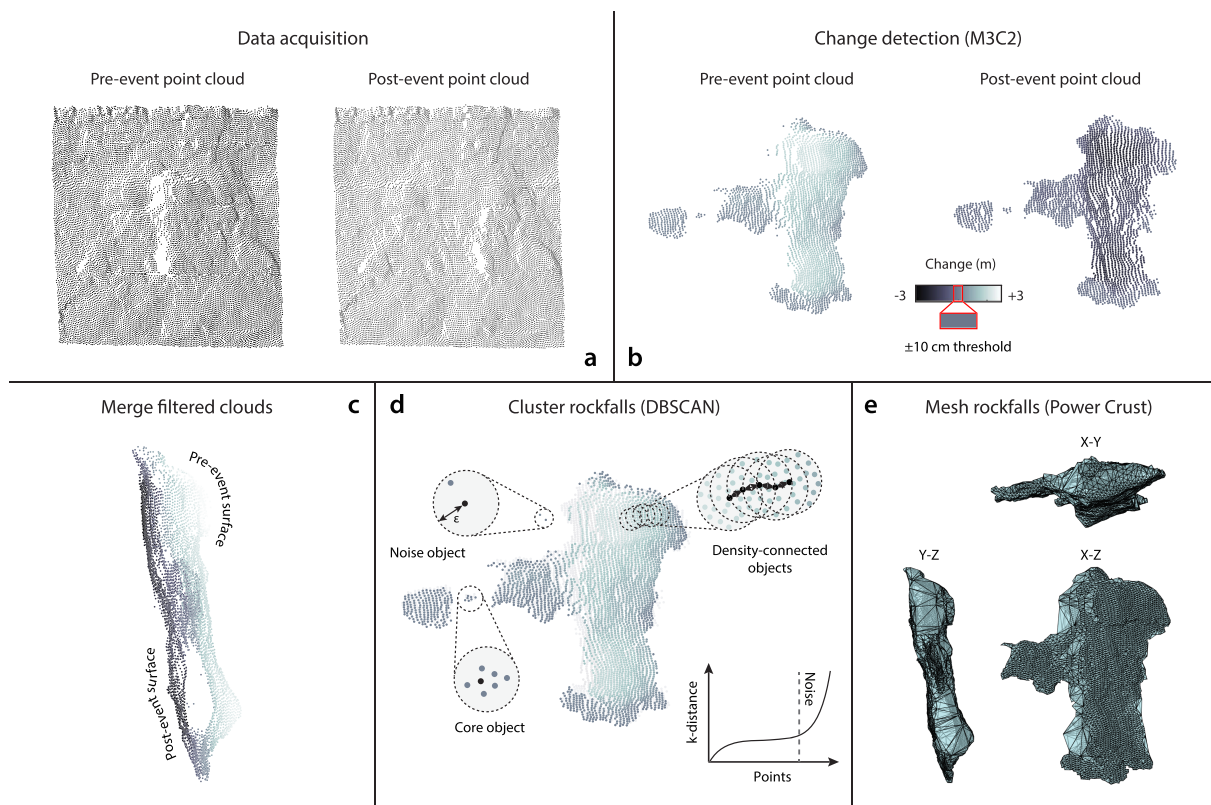 Data acquisition
Pre-event point cloud
Post-event point cloud
a
Change detection (M3C2)
Pre-event point cloud
Post-event point cloud
Change (m)
-3
+3
±10 cm threshold
b
Merge filtered clouds
c
Pre-event surface
Post-event surface
d
Cluster rockfalls (DBSCAN)
ε
Noise object
Density-connected
objects
Core object
k-distance
Noise
Points
e
Mesh rockfalls (Power Crust)
X-Y
Y-Z
X-Z